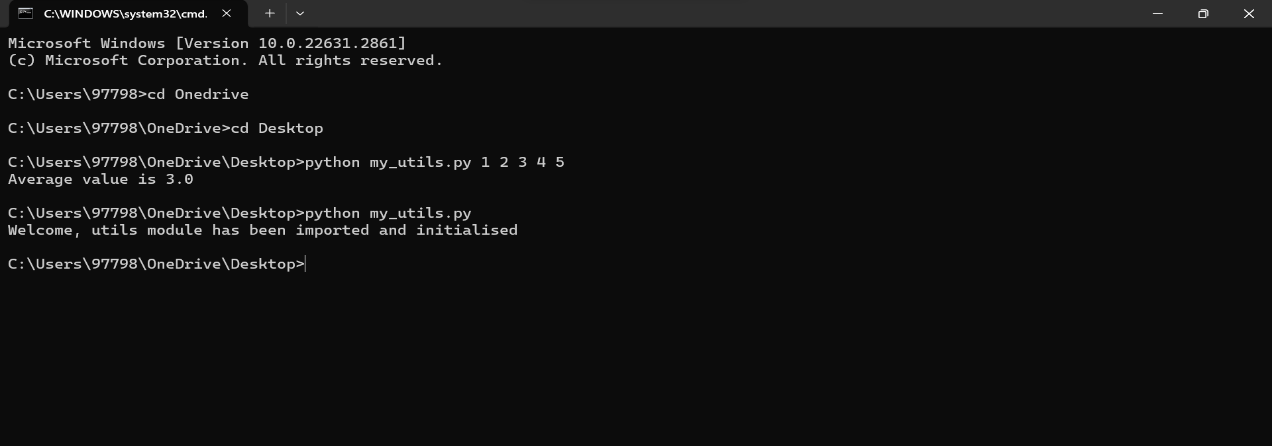 C:\WINDOWS\system32\cmd.
Microsoft Windows [Version 10.0.22631.2861]
(c) Microsoft Corporation. All rights reserved.
C:\Users\97798>cd Onedrive
C:\Users\97798\OneDrive>cd Desktop
C:\Users\97798\OneDrive\Desktop>python my_utils.py 1 2 3 4 5
Average value is 3.0
C:\Users\97798\OneDrive\Desktop>python my_utils.py
Welcome, utils module has been imported and initialised
C:\Users\97798\OneDrive\Desktop>